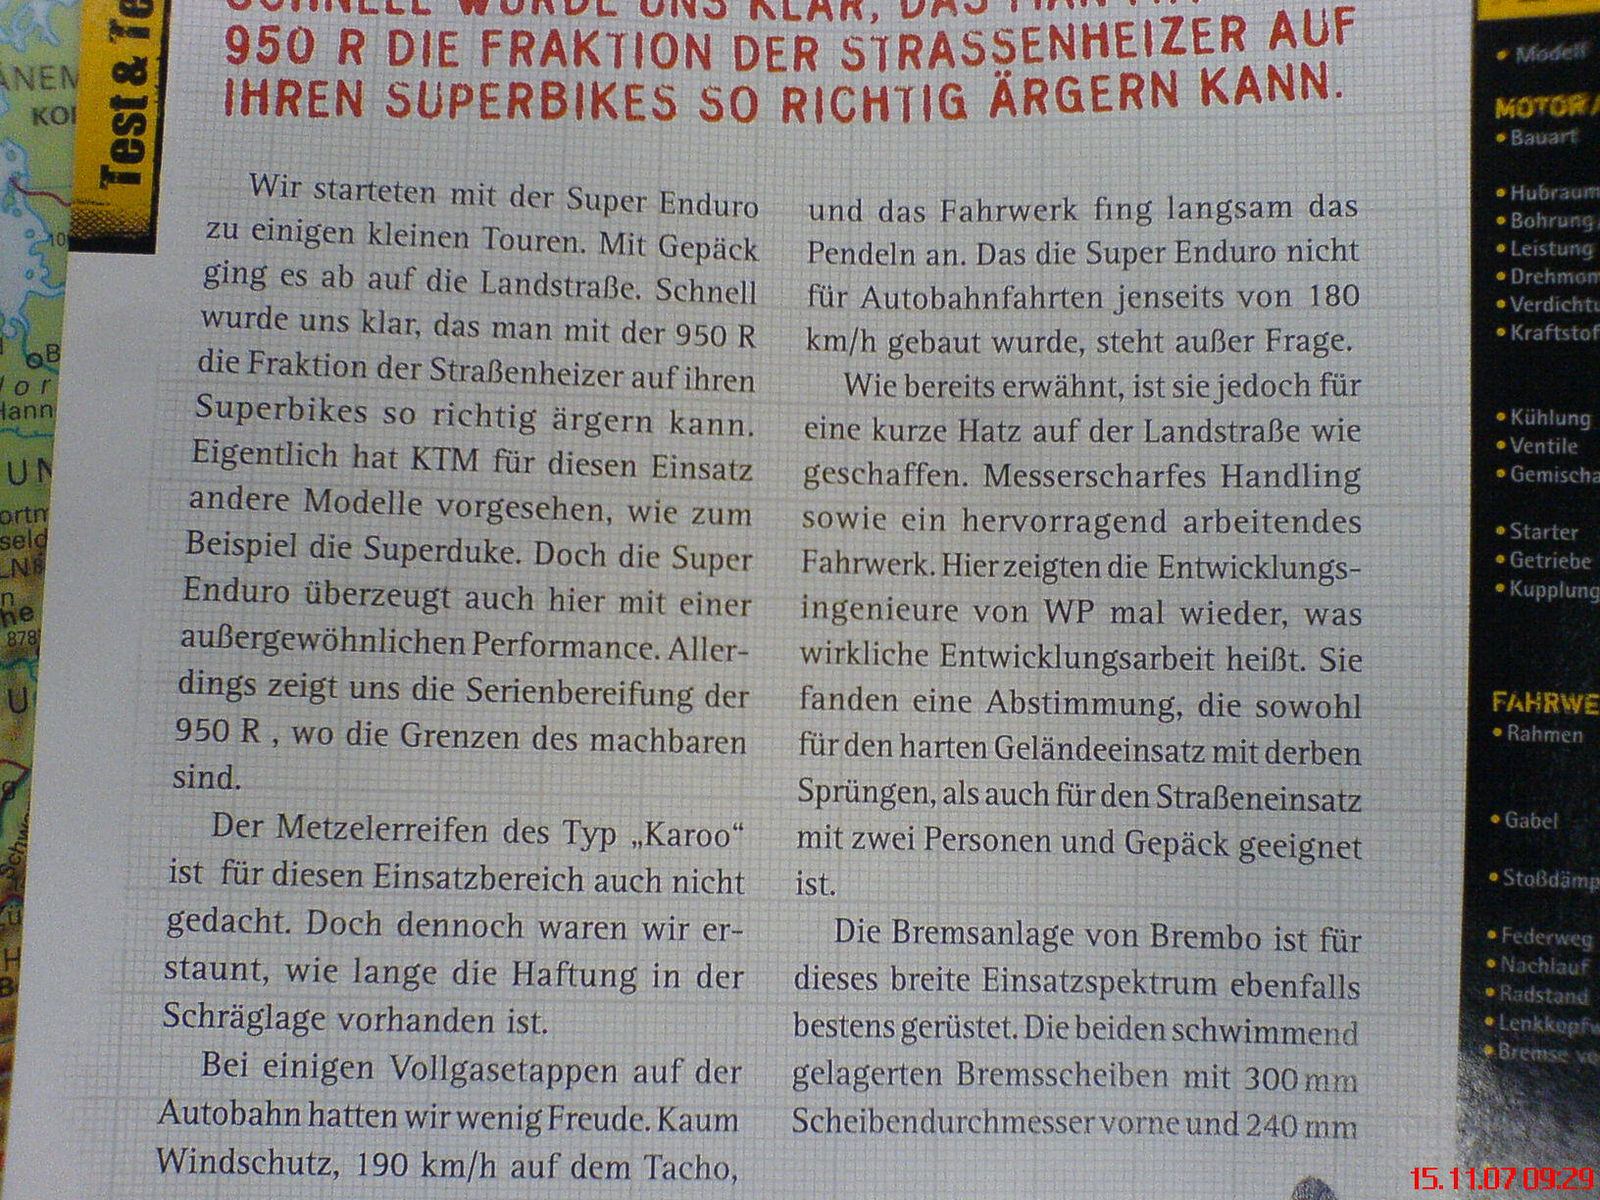 950 R DIE FRAKTION DER STRASSENHEIZER AUF
IHREN SUPERBIKES SO RICHTIG ÄRGERN KANN.
Test &
Wir starteten mit der Super Enduro
zu einigen kleinen Touren. Mit Gepäck
ging es ab auf die Landstraße. Schnell
wurde uns klar, das man mit der 950 R
die Fraktion der Straßenheizer auf ihren
Superbikes so richtig ärgern kann.
Eigentlich hat KTM für diesen Einsatz
andere Modelle vorgesehen, wie zum
Beispiel die Superduke. Doch die Super
Enduro überzeugt auch hier mit einer
außergewöhnlichen Performance. Aller-
dings zeigt uns die Serienbereifung der
950 R , wo die Grenzen des machbaren
sind.
Der Metzelerreifen des Typ „Karoo“
ist für diesen Einsatzbereich auch nicht
gedacht. Doch dennoch waren wir er-
staunt, wie lange die Haftung in der
Schräglage vorhanden ist.
Bei einigen Vollgasetappen auf der
Autobahn hatten wir wenig Freude. Kaum
Windschutz, 190 km/h auf dem Tacho,
und das Fahrwerk fing langsam das
Pendeln an. Das die Super Enduro nicht
für Autobahnfahrten jenseits von 180
km/h gebaut wurde, steht außer Frage.
Wie bereits erwähnt, ist sie jedoch für
eine kurze Hatz auf der Landstraße wie
geschaffen. Messerscharfes Handling
sowie ein hervorragend arbeitendes
Fahrwerk. Hier zeigten die Entwicklungs-
ingenieure von WP mal wieder, was
wirkliche Entwicklungsarbeit heißt. Sie
fanden eine Abstimmung, die sowohl
für den harten Geländeeinsatz mit derben
Sprüngen, als auch für den Straßeneinsatz
mit zwei Personen und Gepäck geeignet
ist.
Die Bremsanlage von Brembo ist für
dieses breite Einsatzspektrum ebenfalls
bestens gerüstet. Die beiden schwimmend
gelagerten Bremsscheiben mit 300 mm
Scheibendurchmesser vorne und 240 mm
• Modell
MOTOR
• Bauart
• Hubraum
• Bohrung
• Leistung
• Drehmom
• Verdichtu
• Kraftstof
• Kühlung
• Ventile
• Gemischa
• Starter
• Getriebe
• Kupplung
FAHRWE
• Rahmen
• Gabel
• Stoßdämp
• Federweg
• Nachlauf
• Radstand
• Lenkkopfw
• Bremse vo
15.11.07 09:29